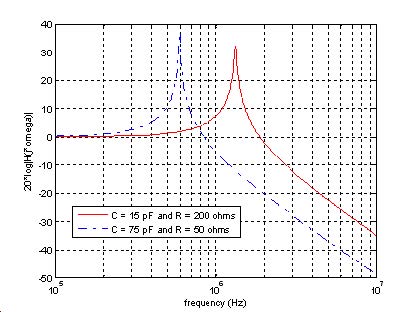 40
30
20
10
0
-10
-20
-30
-40
-50
20*log|H(j*omega)|
C = 15 pF and R = 200 ohms
C = 75 pF and R = 50 ohms
10^5 10^6 10^7
frequency (Hz)